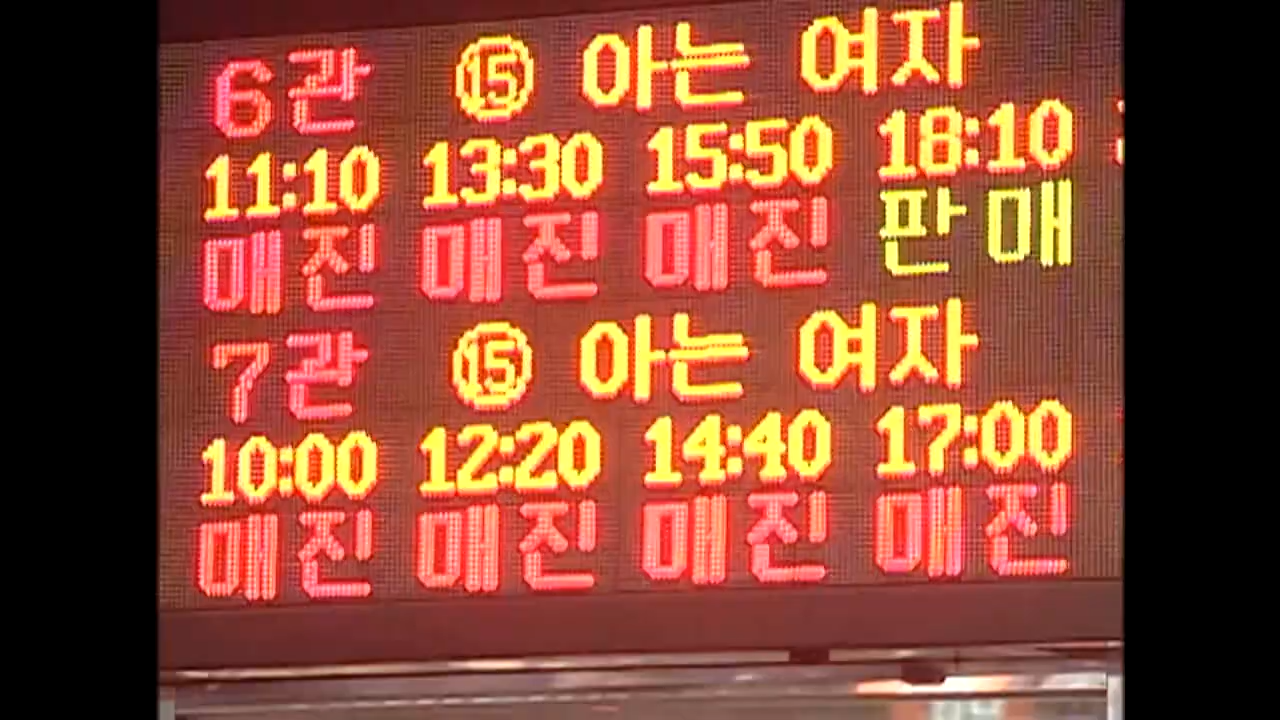 6관 ⑮ 아는 여자
11:10 13:30 15:50 18:10
매진 매진 매진 판매
7관 ⑮ 아는 여자
10:00 12:20 14:40 17:00
매진 매진 매진 매진